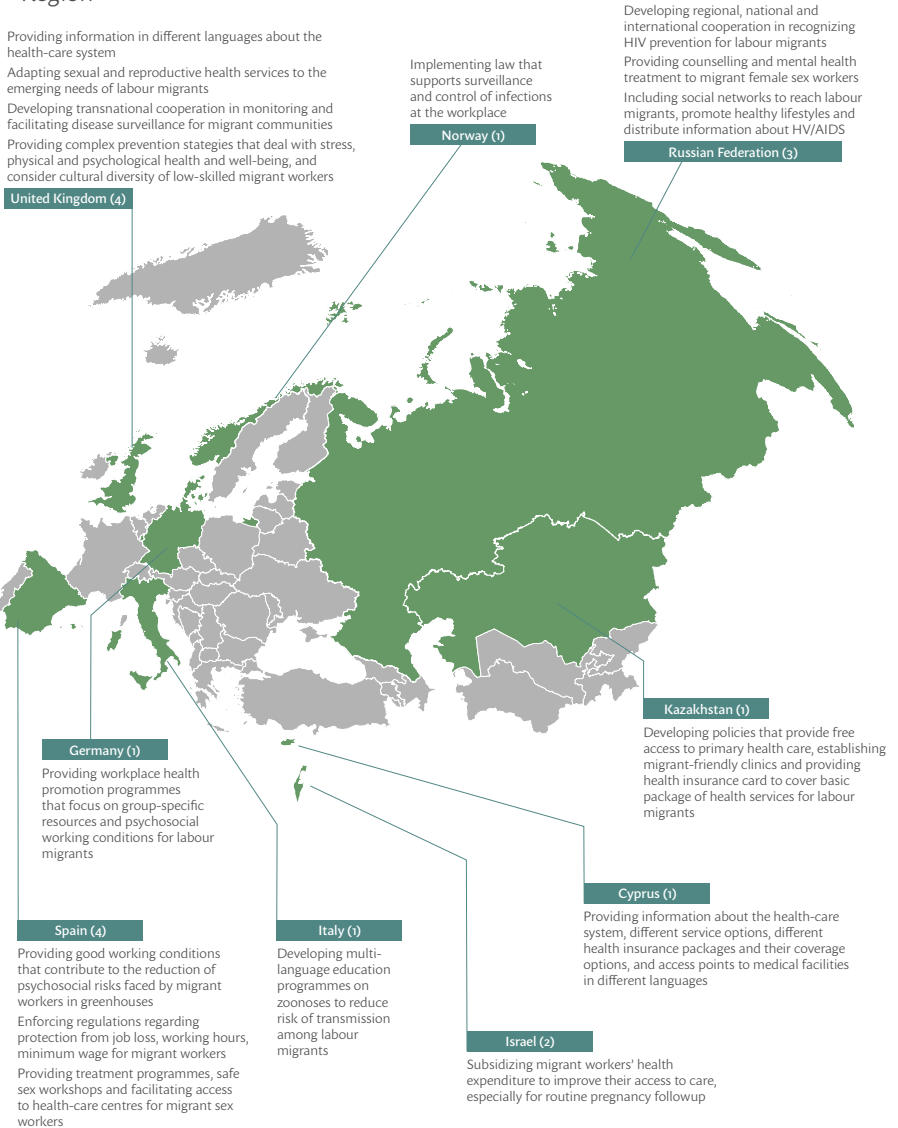 Region
Providing information in different languages about the
health-care system
Adapting sexual and reproductive health services to the
emerging needs of labour migrants
Developing transnational cooperation in monitoring and
facilitating disease surveillance for migrant communities
Providing complex prevention stategies that deal with stress,
physical and psychological health and well-being, and
consider cultural diversity of low-skilled migrant workers
United Kingdom (4)
Implementing law that
supports surveillance
and control of infections
at the workplace
Norway (1)
Developing regional, national and
international cooperation in recognizing
HIV prevention for labour migrants
Providing counselling and mental health
treatment to migrant female sex workers
Including social networks to reach labour
migrants, promote healthy lifestyles and
distribute information about HV/AIDS
Russian Federation (3)
Kazakhstan (1)
Developing policies that provide free
access to primary health care, establishing
migrant-friendly clinics and providing
health insurance card to cover basic
package of health services for labour
migrants
Germany (1)
Providing workplace health
promotion programmes
that focus on group-specific
resources and psychosocial
working conditions for labour
migrants
Cyprus (1)
Providing information about the health-care
system, different service options, different
health insurance packages and their coverage
options, and access points to medical facilities
in different languages
Spain (4)
Providing good working conditions
that contribute to the reduction of
psychosocial risks faced by migrant
workers in greenhouses
Enforcing regulations regarding
protection from job loss, working hours,
minimum wage for migrant workers
Providing treatment programmes, safe
sex workshops and facilitating access
to health-care centres for migrant sex
workers
Italy (1)
Developing multi-
language education
programmes on
zoonoses to reduce
risk of transmission
among labour
migrants
Israel (2)
Subsidizing migrant workers' health
expenditure to improve their access to care,
especially for routine pregnancy followup